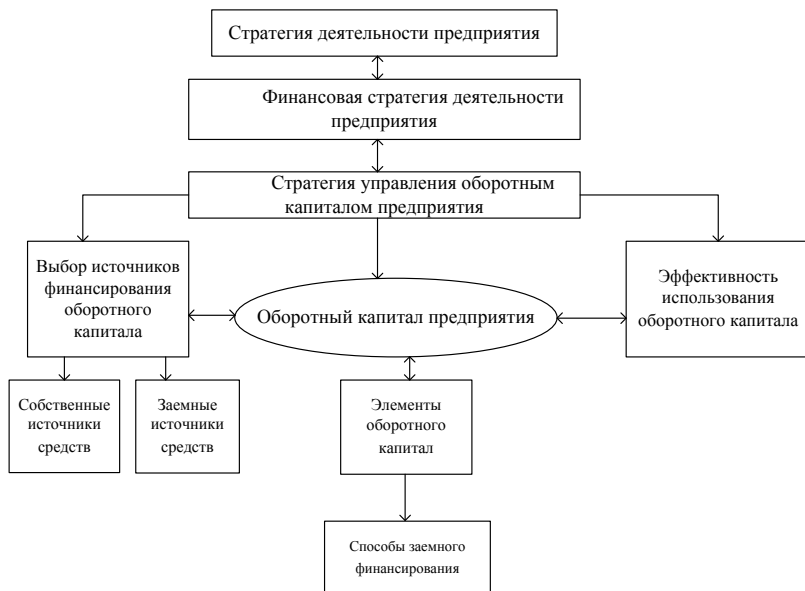 Стратегия деятельности предприятия
Финансовая стратегия деятельности
предприятия
Стратегия управления оборотным
капиталом предприятия
Выбор источников
финансирования
оборотного
капитала
Оборотный капитал предприятия
Эффективность
использования
оборотного капитала
Собственные
источники
средств
Заемные
источники
средств
Элементы
оборотного
капитал
Способы заемного
финансирования